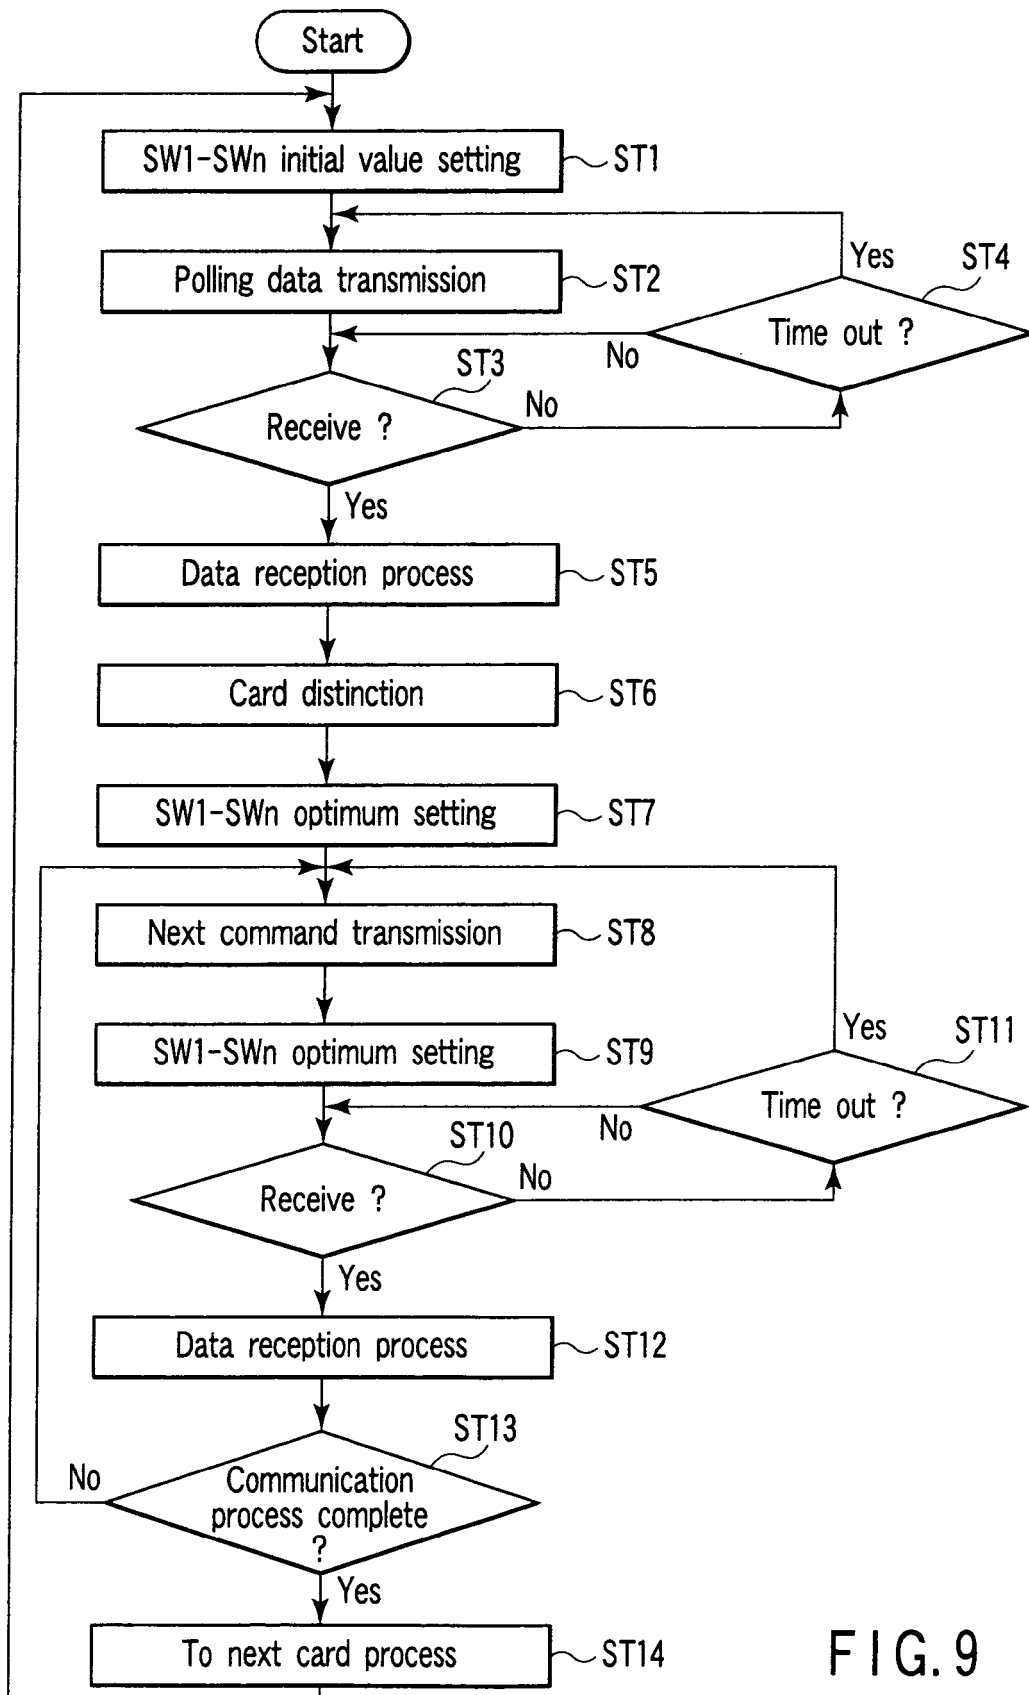 Start
SW1-SWn initial value setting
ST1
Yes
ST4
Polling data transmission
ST2
Time out ?
No
ST3
Receive ?
No
Yes
Data reception process
ST5
Card distinction
ST6
SW1-SWn optimum setting
ST7
Next command transmission
ST8
Yes
ST11
SW1-SWn optimum setting
ST9
Time out ?
No
ST10
Receive ?
No
Yes
Data reception process
ST12
ST13
No
Communication
process complete
?
Yes
To next card process
ST14
FIG. 9